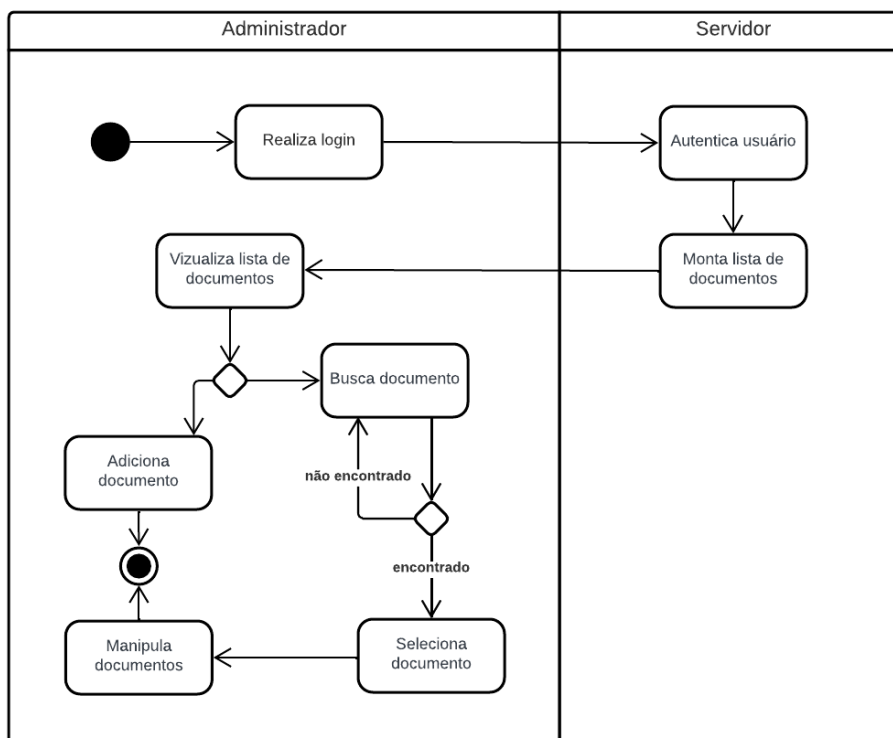 Administrador
Servidor
Realiza login
Autentica usuário
Vizualiza lista de
documentos
Monta lista de
documentos
Busca documento
Adiciona
documento
não encontrado
encontrado
Manipula
documentos
Seleciona
documento